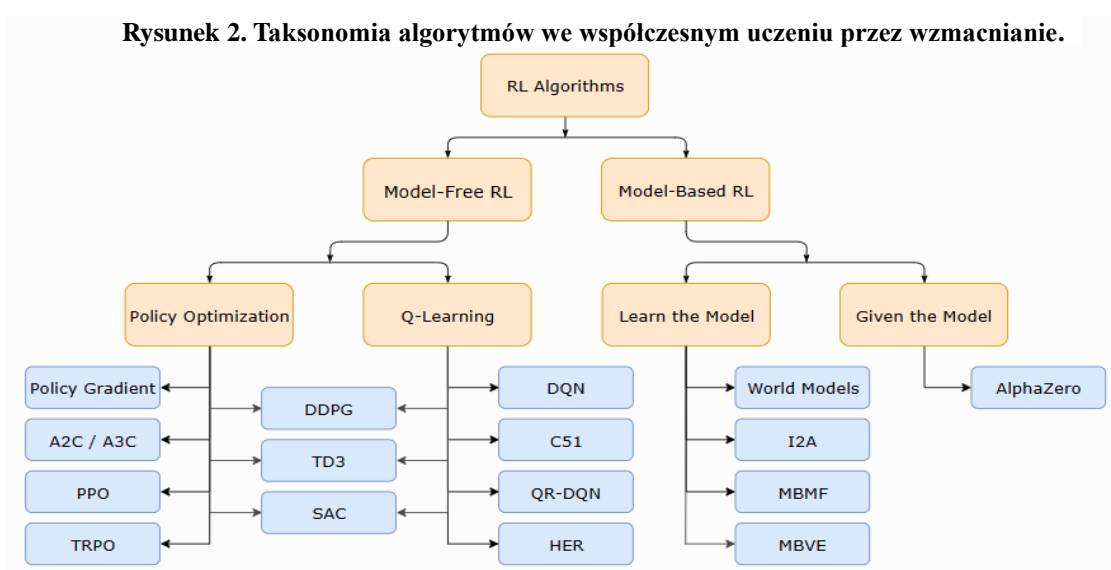 Rysunek 2. Taksonomia algorytmów we współczesnym uczeniu przez wzmacnianie.
RL Algorithms
Model-Free RL
Model-Based RL
Policy Optimization
Q-Learning
Learn the Model
Given the Model
Policy Gradient
A2C / A3C
PPO
TRPO
DDPG
TD3
SAC
DQN
C51
QR-DQN
HER
World Models
I2A
MBMF
MBVE
AlphaZero